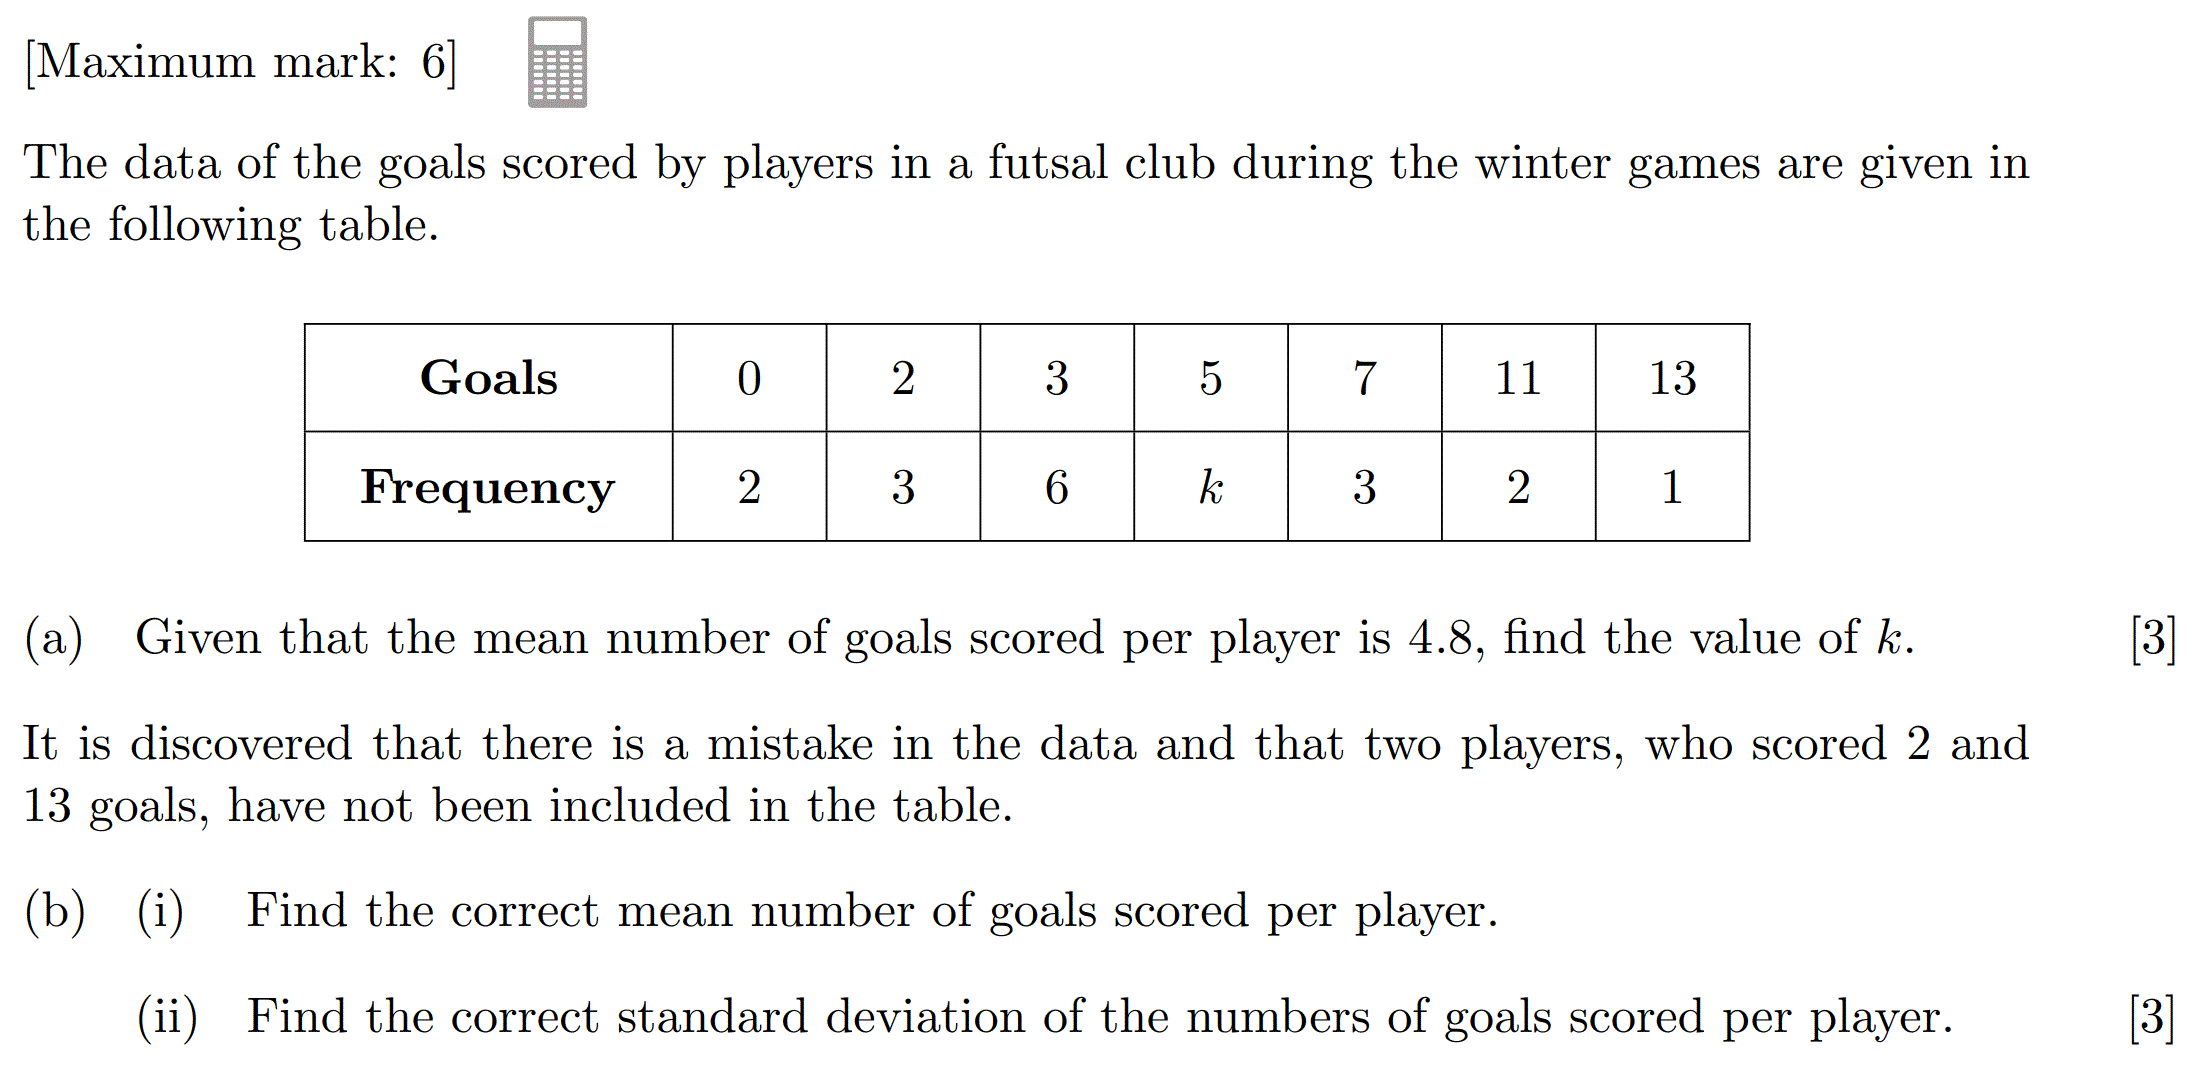 [Maximum mark: 6]
The data of the goals scored by players in a futsal club during the winter games are given in
the following table.
Goals 0 2 3 5 7 11 13
Frequency 2 3 6 k 3 2 1
(a) Given that the mean number of goals scored per player is 4.8, find the value of k. [3]
It is discovered that there is a mistake in the data and that two players, who scored 2 and
13 goals, have not been included in the table.
(b) (i) Find the correct mean number of goals scored per player.
(ii) Find the correct standard deviation of the numbers of goals scored per player. [3]